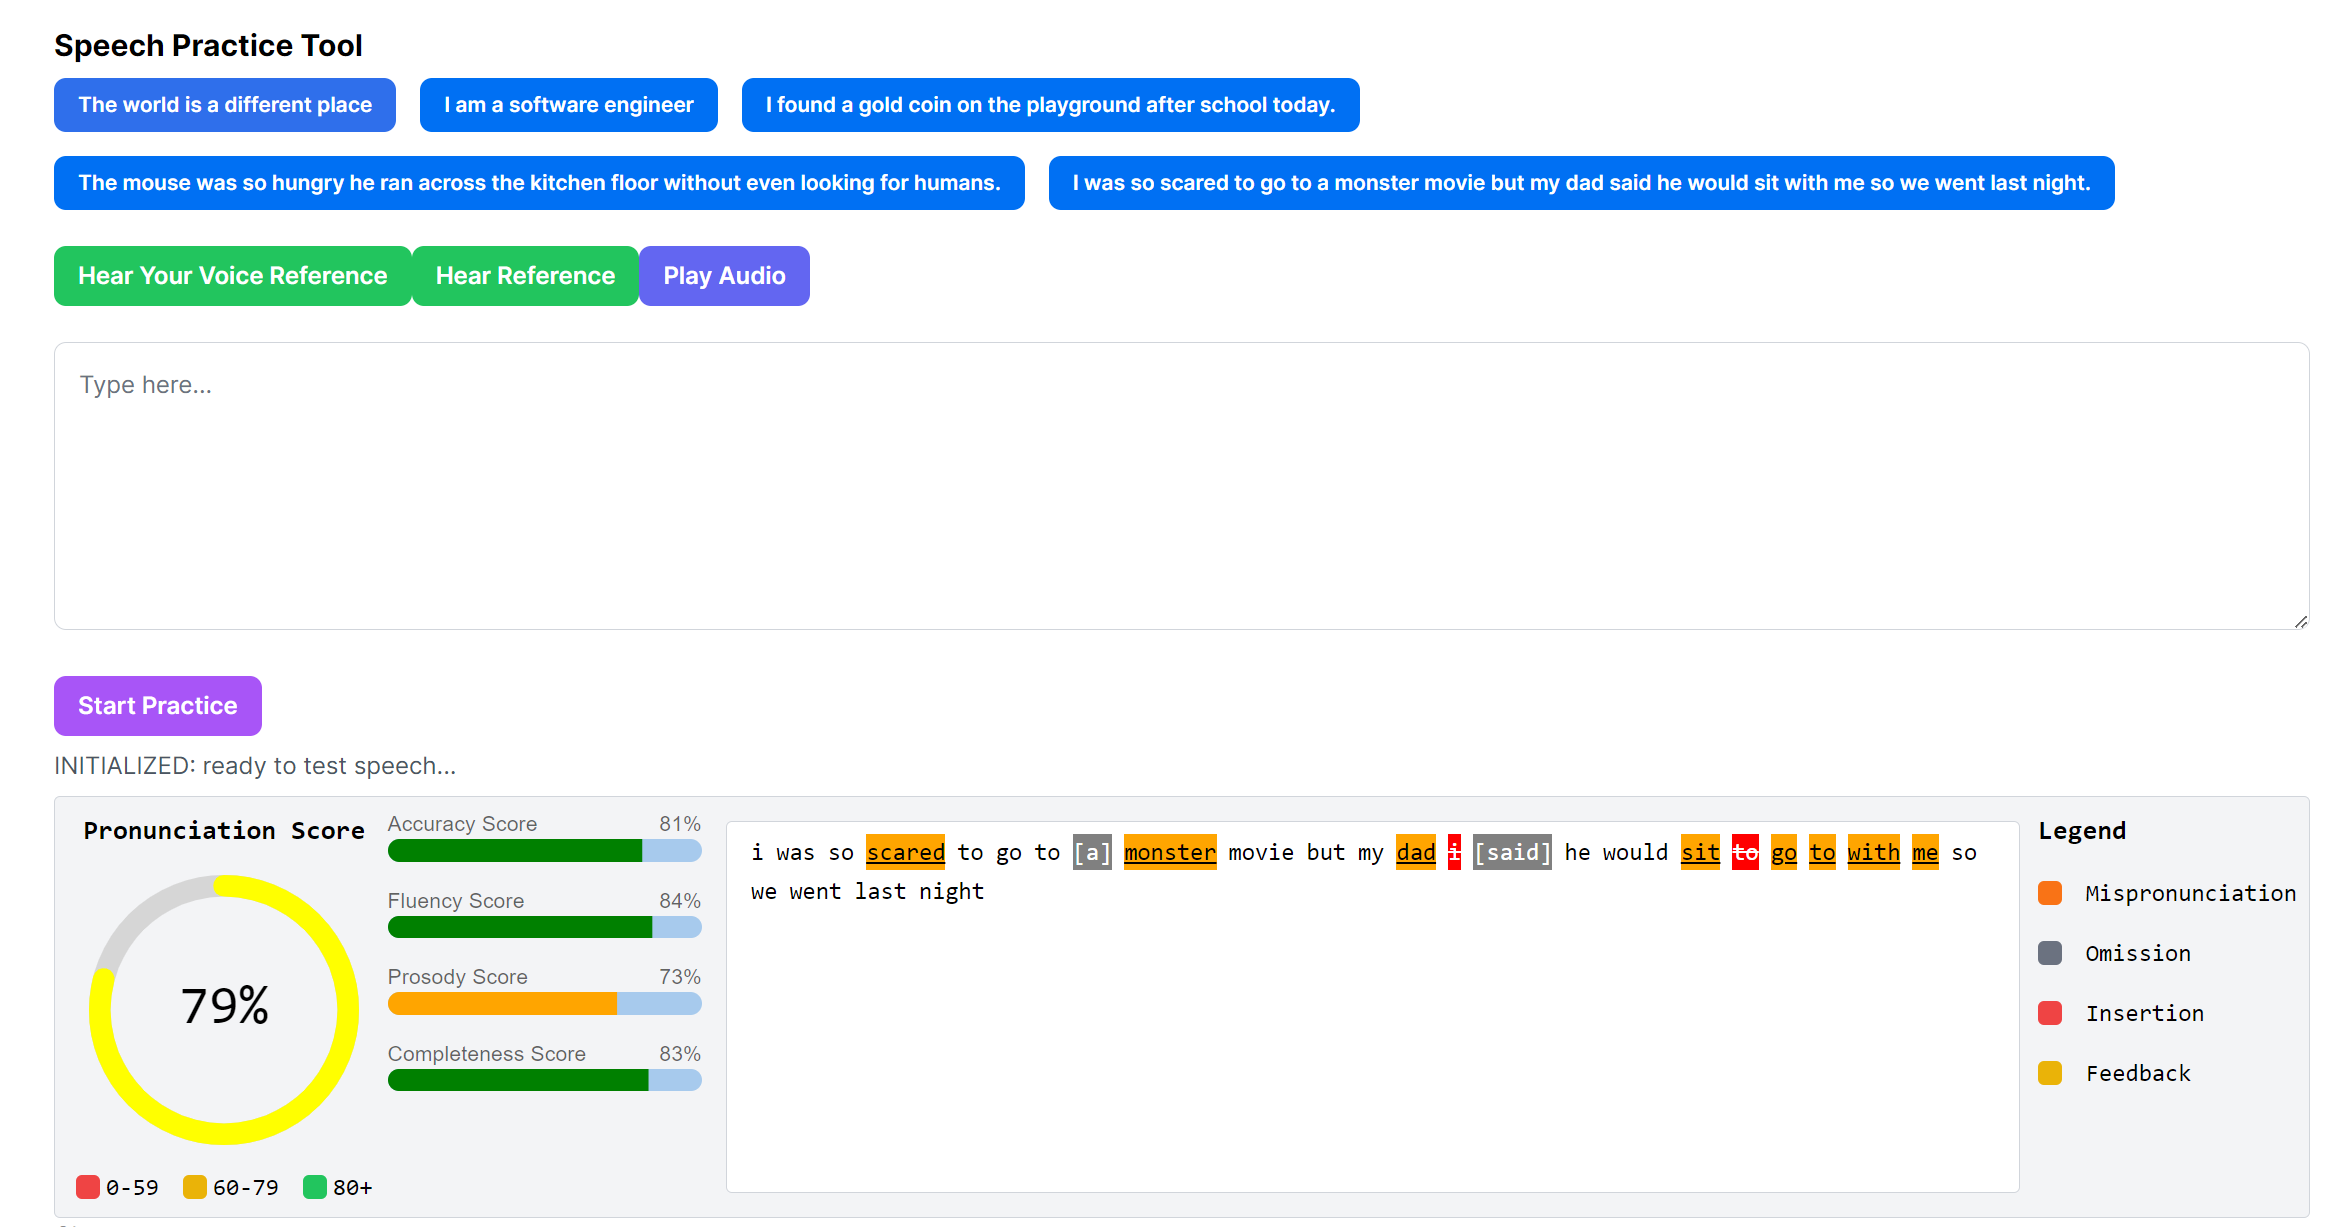 Speech Practice Tool
The world is a different place
I am a software engineer
I found a gold coin on the playground after school today.
The mouse was so hungry he ran across the kitchen floor without even looking for humans.
I was so scared to go to a monster movie but my dad said he would sit with me so we went last night.
Hear Your Voice Reference
Hear Reference
Play Audio
Type here...
Start Practice
INITIALIZED: ready to test speech...
Pronunciation Score
79%
0-59
60-79
80+
Accuracy Score 81%
Fluency Score 84%
Prosody Score 73%
Completeness Score 83%
i was so scared to go to [a] monster movie but my dad i [said] he would sit to go to with me so
we went last night
Legend
Mispronunciation
Omission
Insertion
Feedback